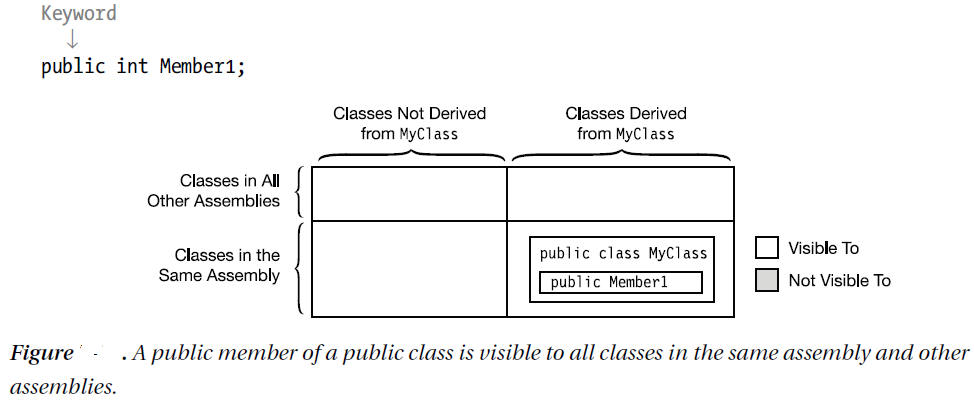 Keyword
public int Member1;
Classes Not Derived
from MyClass
Classes Derived
from MyClass
Classes in All
Other Assemblies
Classes in the
Same Assembly
public class MyClass
public Member1
Visible To
Not Visible To
Figure - . A public member of a public class is visible to all classes in the same assembly and other
assemblies.